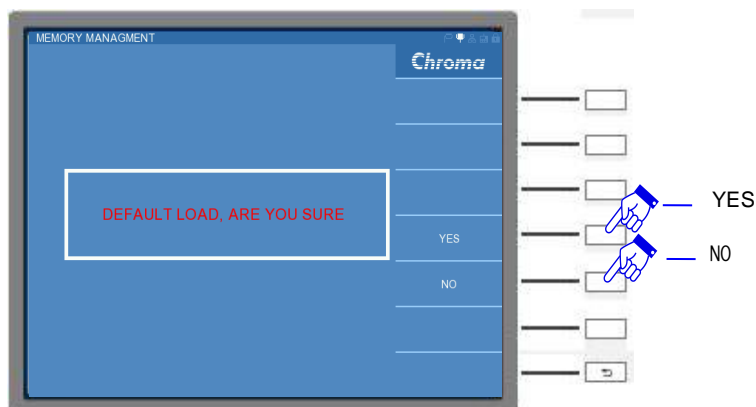 MEMORY MANAGMENT
Chroma
DEFAULT LOAD, ARE YOU SURE
YES
NO
YES
NO